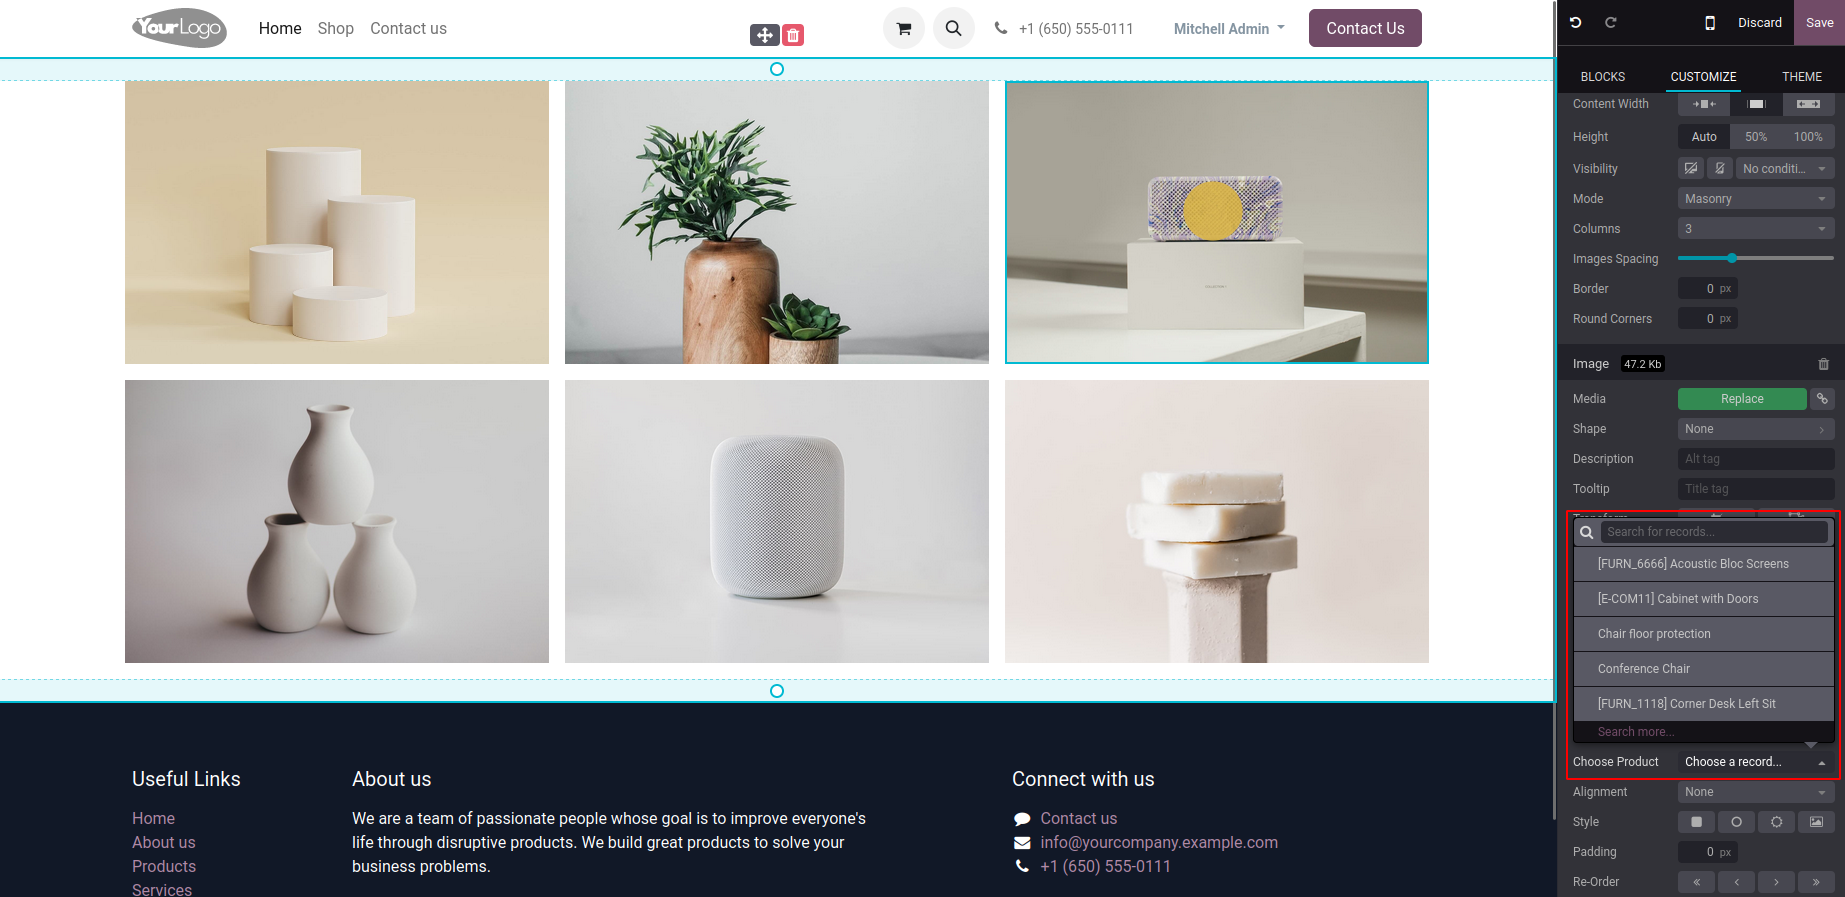 YourLogo
Home Shop Contact us
+1 (650) 555-0111
Mitchell Admin
Contact Us
Discard
Save
BLOCKS CUSTOMIZE THEME
Content Width
Height Auto 50% 100%
Visibility No conditi...
Mode Masonry
Columns 3
Images Spacing
Border 0 px
Round Corners 0 px
Image 47.2 Kb
Media Replace
Shape None
Description Alt tag
Tooltip Title tag
Transform
Search for records...
[FURN_6666] Acoustic Bloc Screens
[E-COM11] Cabinet with Doors
Chair floor protection
Conference Chair
[FURN_1118] Corner Desk Left Sit
Search more...
Choose Product Choose a record...
Alignment None
Style
Padding 0 px
Re-Order
Useful Links
Home
About us
Products
Services
About us
We are a team of passionate people whose goal is to improve everyone's
life through disruptive products. We build great products to solve your
business problems.
Connect with us
Contact us
info@yourcompany.example.com
+1 (650) 555-0111